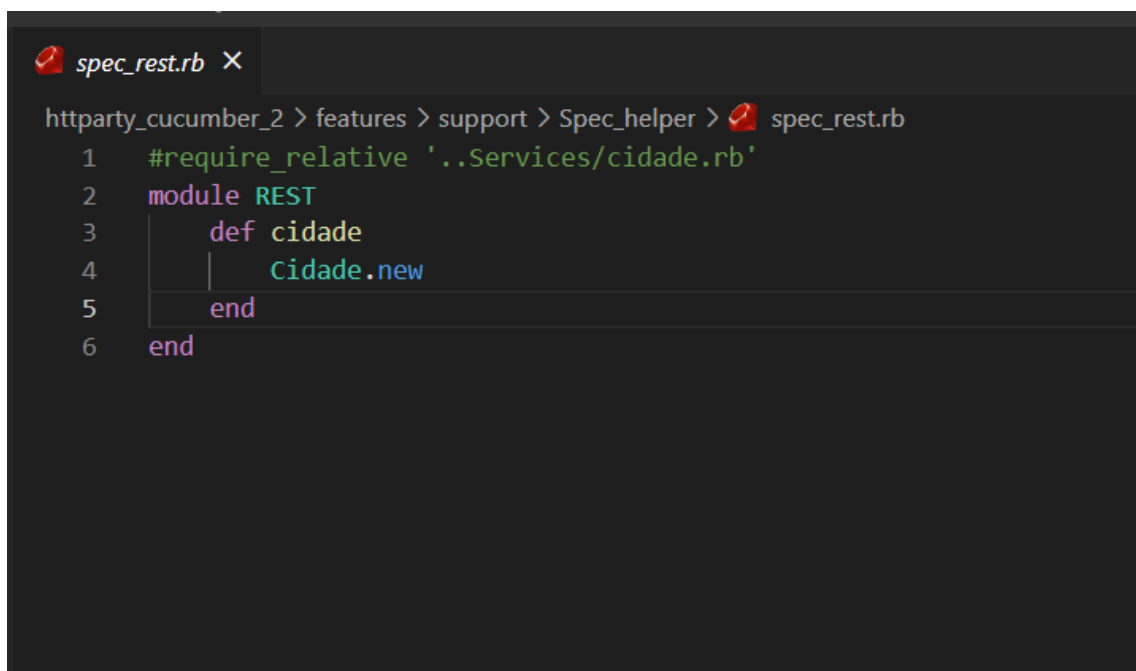 spec_rest.rb ×
httparty_cucumber_2 > features > support > Spec_helper > spec_rest.rb
1 #require_relative '..Services/cidade.rb'
2 module REST
3     def cidade
4         Cidade.new
5     end
6 end